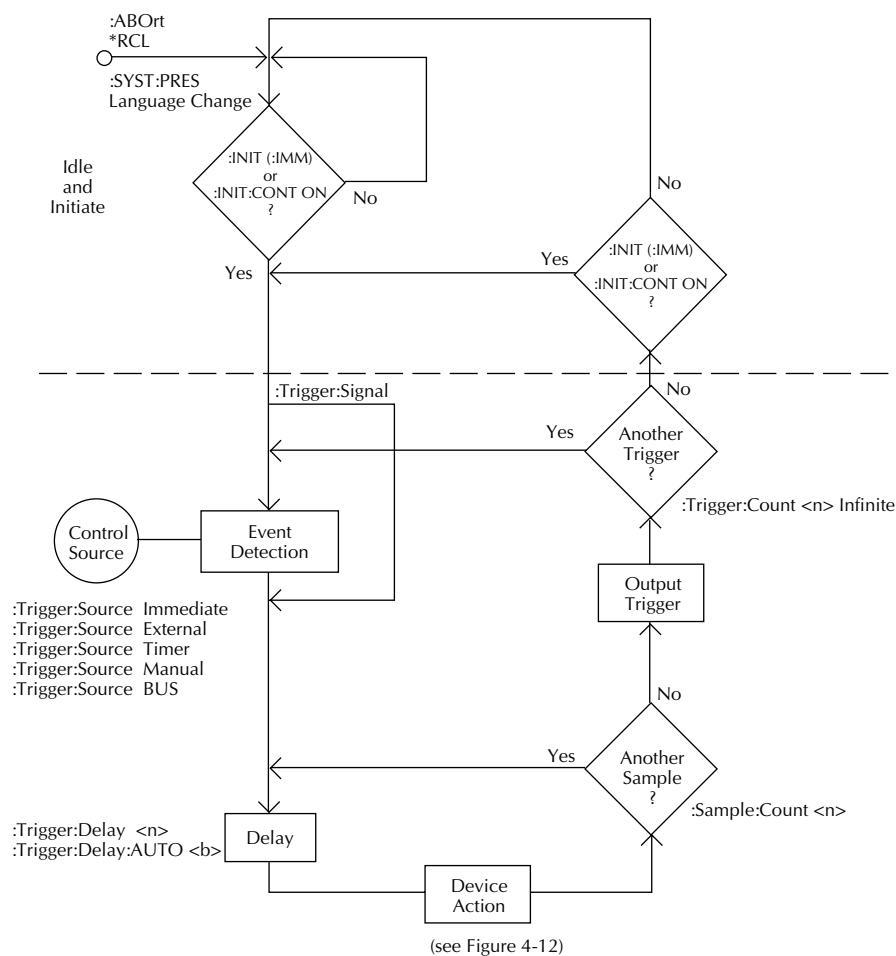 :ABOrt
*RCL
:SYST:PRES
Language Change
Idle
and
Initiate
:INIT (:IMM)
or
:INIT:CONT ON
?
No
Yes
No
:INIT (:IMM)
or
:INIT:CONT ON
?
Yes
No
:Trigger:Signal
Yes
Another
Trigger
?
:Trigger:Count <n> Infinite
Control
Source
Event
Detection
Output
Trigger
:Trigger:Source Immediate
:Trigger:Source External
:Trigger:Source Timer
:Trigger:Source Manual
:Trigger:Source BUS
No
Yes
Another
Sample
?
:Sample:Count <n>
:Trigger:Delay <n>
:Trigger:Delay:AUTO <b>
Delay
Device
Action
(see Figure 4-12)